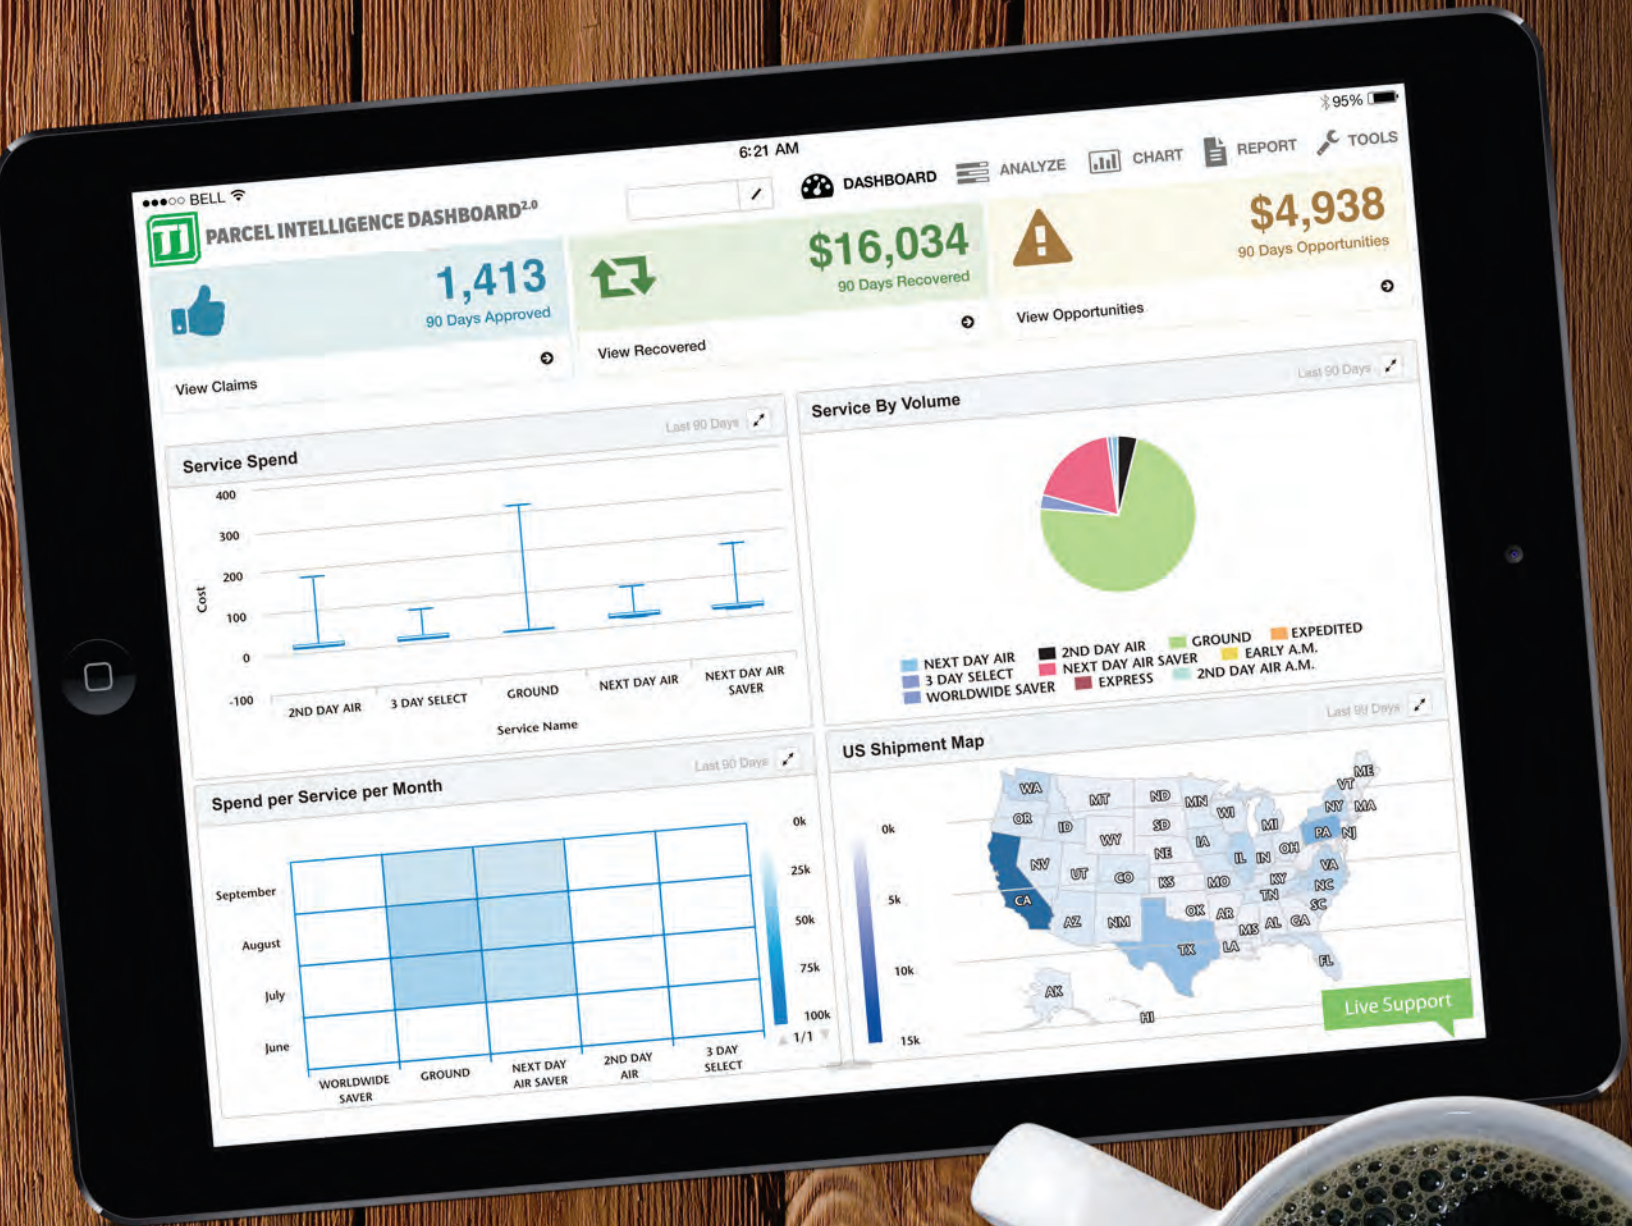 ●●●○○ BELL
6:21 AM
95%
TI PARCEL INTELLIGENCE DASHBOARD2.0
DASHBOARD
ANALYZE
CHART
REPORT
TOOLS
1,413
90 Days Approved
View Claims
$16,034
90 Days Recovered
View Recovered
$4,938
90 Days Opportunities
View Opportunities
Service Spend
Last 90 Days
400
300
200
100
0
-100
Cost
2ND DAY AIR
3 DAY SELECT
GROUND
NEXT DAY AIR
NEXT DAY AIR
SAVER
Service Name
Service By Volume
Last 90 Days
NEXT DAY AIR
2ND DAY AIR
GROUND
EXPEDITED
3 DAY SELECT
NEXT DAY AIR SAVER
EARLY A.M.
WORLDWIDE SAVER
EXPRESS
2ND DAY AIR A.M.
Spend per Service per Month
Last 90 Days
September
August
July
June
WORLDWIDE
SAVER
GROUND
NEXT DAY
AIR SAVER
2ND DAY
AIR
3 DAY
SELECT
0k
25k
50k
75k
100k
1/1
US Shipment Map
Last 90 Days
0k
5k
10k
15k
WA
MT
ND
MN
WI
MI
ME
VT
NY
MA
OR
ID
WY
SD
IA
PA
NJ
NV
UT
CO
NE
IL
IN
OH
VA
KS
MO
KY
NC
CA
AZ
NM
OK
AR
TN
SC
MS
AL
GA
TX
LA
FL
AK
HI
Live Support